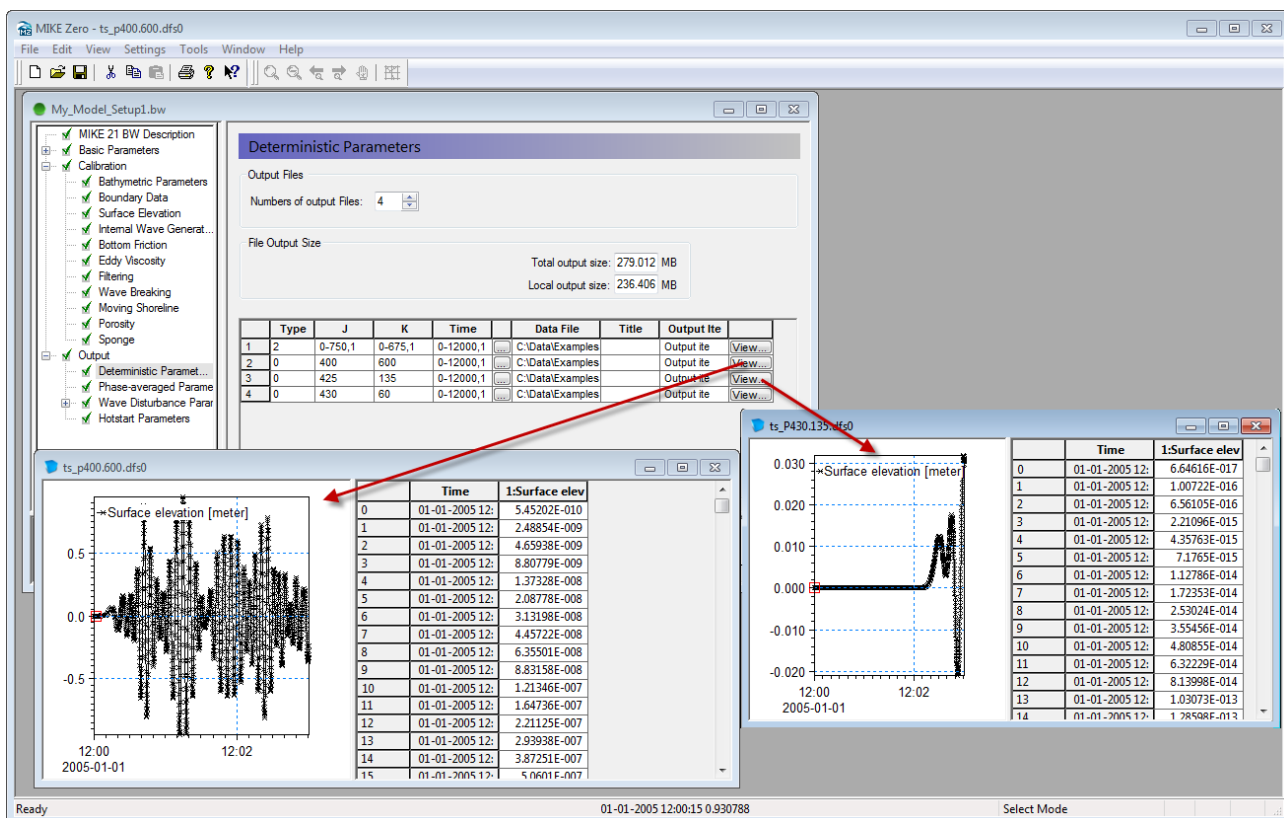 MIKE Zero - ts_p400.600.dfs0
File Edit View Settings Tools Window Help
My_Model_Setup1.bw
MIKE 21 BW Description
Basic Parameters
Calibration
Bathymetric Parameters
Boundary Data
Surface Elevation
Internal Wave Generat...
Bottom Friction
Eddy Viscosity
Filtering
Wave Breaking
Moving Shoreline
Porosity
Sponge
Output
Deterministic Paramet...
Phase-averaged Parame
Wave Disturbance Parar
Hotstart Parameters
Deterministic Parameters
Output Files
Numbers of output Files: 4
File Output Size
Total output size: 279.012 MB
Local output size: 236.406 MB
Type J K Time Data File Title Output Ite
1 2 0-750,1 0-675,1 0-12000,1 ... C:\Data\Examples Output ite View...
2 0 400 600 0-12000,1 ... C:\Data\Examples Output ite View...
3 0 425 135 0-12000,1 ... C:\Data\Examples Output ite View...
4 0 430 60 0-12000,1 ... C:\Data\Examples Output ite View...
ts_p400.600.dfs0
Surface elevation [meter]
0.5
0.0
-0.5
12:00 12:02
2005-01-01
Time 1:Surface elev
0 01-01-2005 12: 5.45202E-010
1 01-01-2005 12: 2.48854E-009
2 01-01-2005 12: 4.65938E-009
3 01-01-2005 12: 8.80779E-009
4 01-01-2005 12: 1.37328E-008
5 01-01-2005 12: 2.08778E-008
6 01-01-2005 12: 3.13198E-008
7 01-01-2005 12: 4.45722E-008
8 01-01-2005 12: 6.35501E-008
9 01-01-2005 12: 8.83158E-008
10 01-01-2005 12: 1.21346E-007
11 01-01-2005 12: 1.64736E-007
12 01-01-2005 12: 2.21125E-007
13 01-01-2005 12: 2.93938E-007
14 01-01-2005 12: 3.87251E-007
15 01-01-2005 12: 5.0601E-007
ts_P430.135.dfs0
Surface elevation [meter]
0.030
0.020
0.010
0.000
-0.010
-0.020
12:00 12:02
2005-01-01
Time 1:Surface elev
0 01-01-2005 12: 6.64616E-017
1 01-01-2005 12: 1.00722E-016
2 01-01-2005 12: 6.56105E-016
3 01-01-2005 12: 2.21096E-015
4 01-01-2005 12: 4.35763E-015
5 01-01-2005 12: 7.1765E-015
6 01-01-2005 12: 1.12786E-014
7 01-01-2005 12: 1.72353E-014
8 01-01-2005 12: 2.53024E-014
9 01-01-2005 12: 3.55456E-014
10 01-01-2005 12: 4.80855E-014
11 01-01-2005 12: 6.32229E-014
12 01-01-2005 12: 8.13998E-014
13 01-01-2005 12: 1.03073E-013
14 01-01-2005 12: 1.28598E-013
Ready 01-01-2005 12:00:15 0.930788 Select Mode